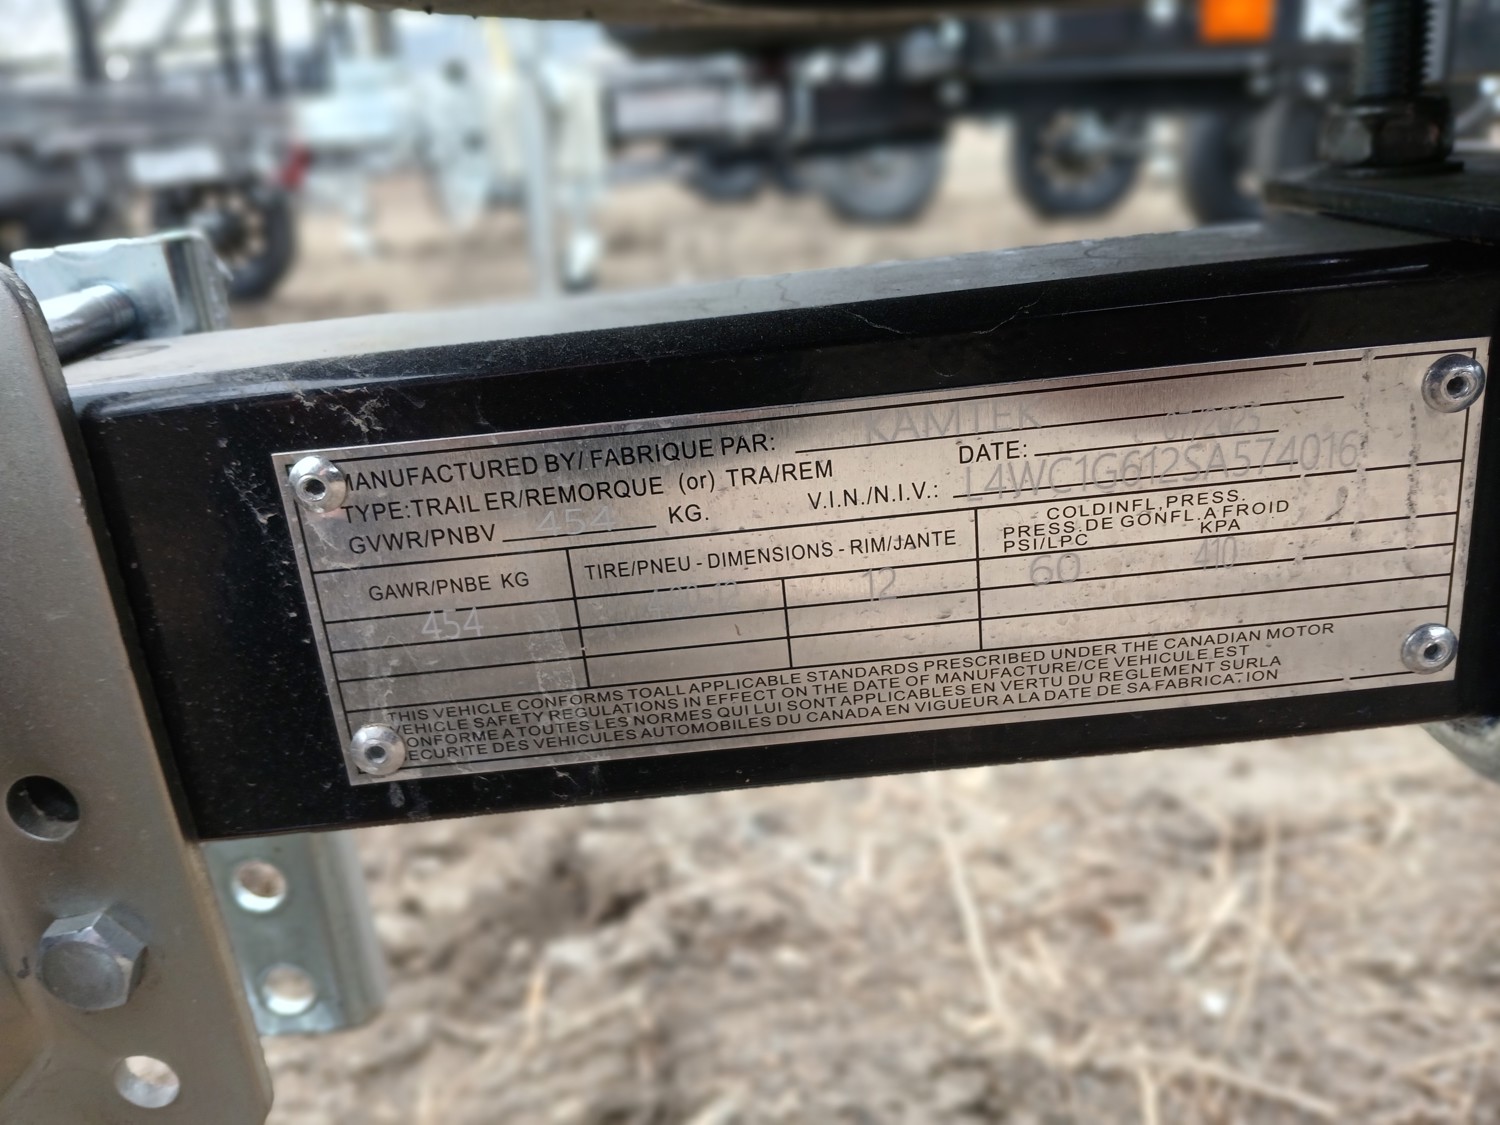 MANUFACTURED BY/ FABRIQUE PAR: KAMTEK
TYPE:TRAILER/REMORQUE (or) TRA/REM DATE: 07/2025
GVWR/PNBV 454 KG. V.I.N./N.I.V.: L4WC1G612SA574016
GAWR/PNBE KG TIRE/PNEU - DIMENSIONS - RIM/JANTE COLDINFL, PRESS.
PRESS. DE GONFL. A FROID
PSI/LPC KPA
454 12 60 410
THIS VEHICLE CONFORMS TOALL APPLICABLE STANDARDS PRESCRIBED UNDER THE CANADIAN MOTOR
VEHICLE SAFETY REGULATIONS IN EFFECT ON THE DATE OF MANUFACTURE/CE VEHICULE EST
CONFORME A TOUTES LES NORMES QUI LUI SONT APPLICABLES EN VERTU DU REGLEMENT SURLA
SECURITE DES VEHICULES AUTOMOBILES DU CANADA EN VIGUEUR A LA DATE DE SA FABRICATION